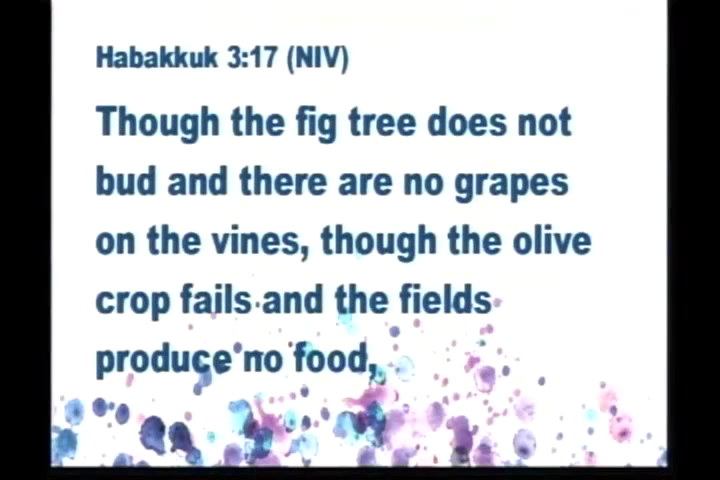 Habakkuk 3:17 (NIV)
Though the fig tree does not
bud and there are no grapes
on the vines, though the olive
crop fails and the fields
produce no food,